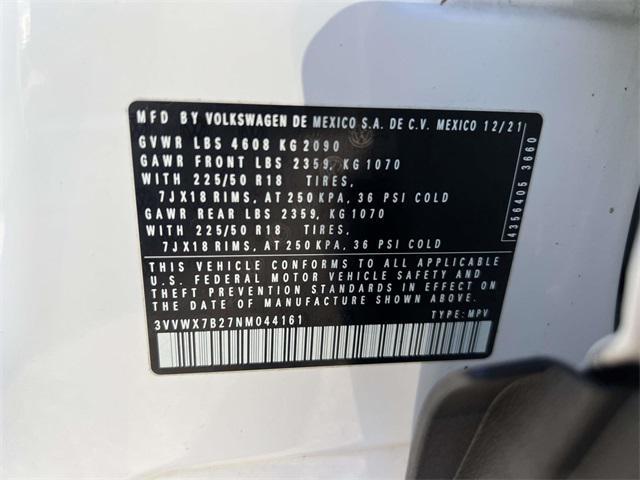 MFD BY VOLKSWAGEN DE MEXICO S.A. DE C.V. MEXICO 12/21
GVWR LBS 4608 KG 2090
GAWR FRONT LBS 2359, KG 1070
WITH 225/50 R18 TIRES,
7JX18 RIMS, AT 250 KPA, 36 PSI COLD
GAWR REAR LBS 2359, KG 1070
WITH 225/50 R18 TIRES,
7JX18 RIMS, AT 250 KPA, 36 PSI COLD
THIS VEHICLE CONFORMS TO ALL APPLICABLE
U.S. FEDERAL MOTOR VEHICLE SAFETY AND
THEFT PREVENTION STANDARDS IN EFFECT ON
THE DATE OF MANUFACTURE SHOWN ABOVE.
3VVWX7B27NM044161 TYPE: MPV
4356405 3660